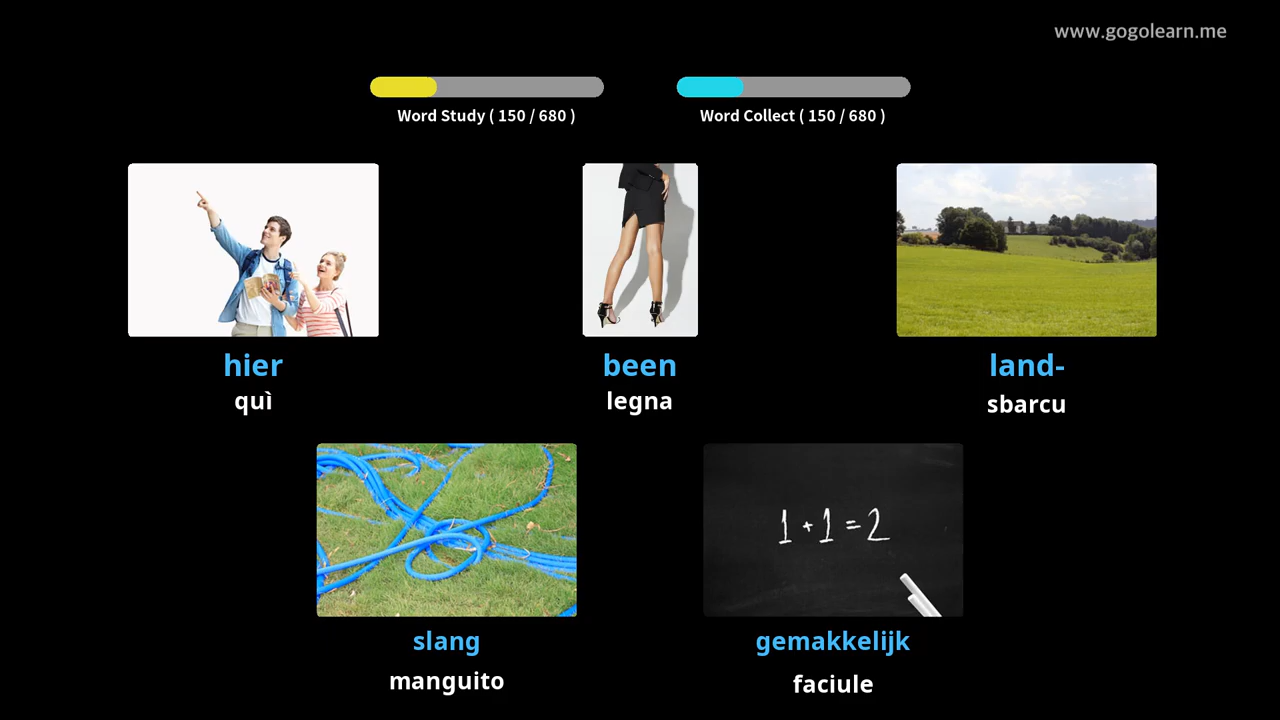 www.gogolearn.me
Word Study ( 150 / 680 )
Word Collect ( 150 / 680 )
hier
quì
been
legna
land-
sbarcu
1 + 1 = 2
slang
manguito
gemakkelijk
faciule